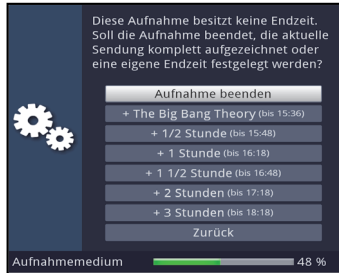 Diese Aufnahme besitzt keine Endzeit.
Soll die Aufnahme beendet, die aktuelle
Sendung komplett aufgezeichnet oder
eine eigene Endzeit festgelegt werden?
Aufnahme beenden
+ The Big Bang Theory (bis 15:36)
+ 1/2 Stunde (bis 15:48)
+ 1 Stunde (bis 16:18)
+ 1 1/2 Stunde (bis 16:48)
+ 2 Stunden (bis 17:18)
+ 3 Stunden (bis 18:18)
Zurück
Aufnahmemedium 48 %